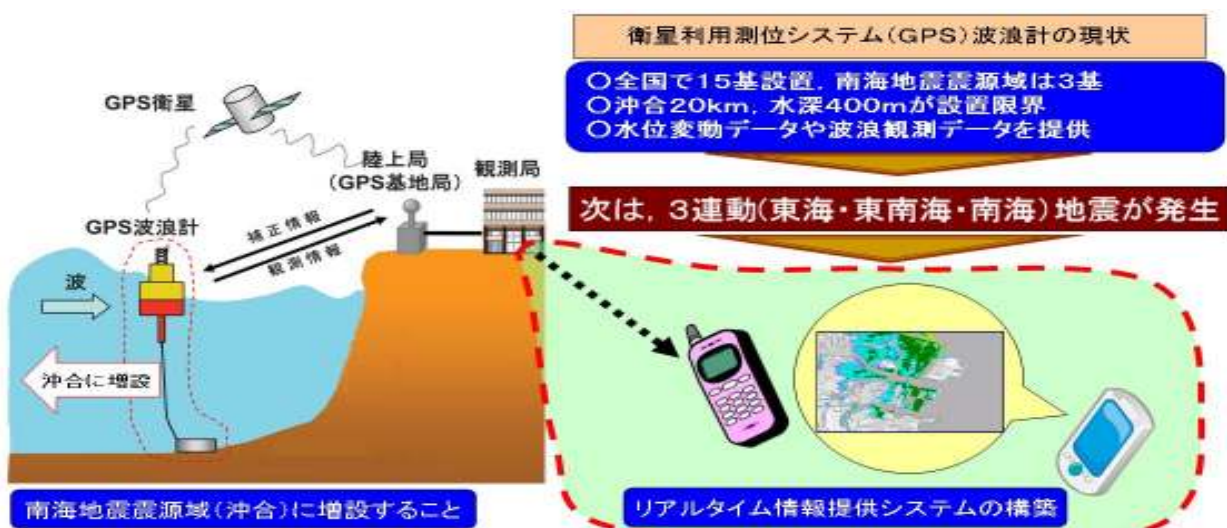 衛星利用測位システム(GPS)波浪計の現状
○全国で15基設置，南海地震震源域は3基
○沖合20km，水深400mが設置限界
○水位変動データや波浪観測データを提供
次は，3連動(東海・東南海・南海)地震が発生
GPS衛星
陸上局
(GPS基地局)
観測局
GPS波浪計
補正情報
観測情報
波
沖合に増設
南海地震震源域(沖合)に増設すること
リアルタイム情報提供システムの構築